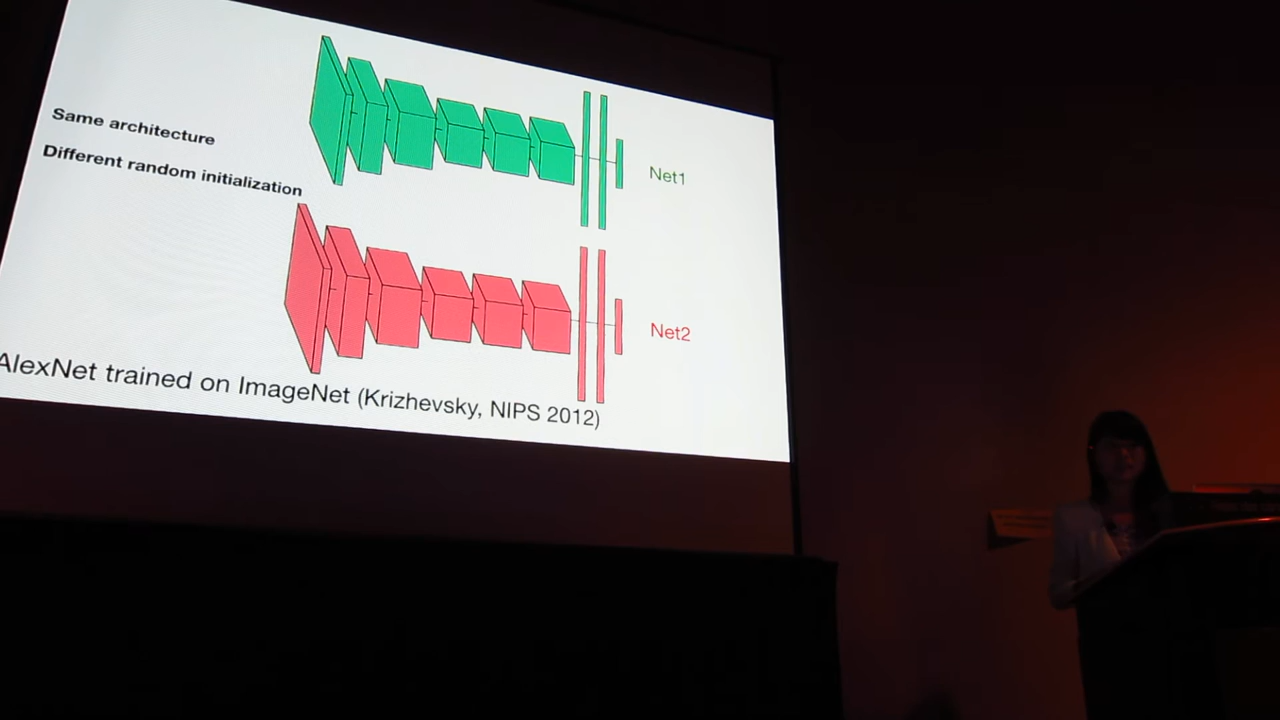 Same architecture
Different random initialization
Net1
Net2
AlexNet trained on ImageNet (Krizhevsky, NIPS 2012)